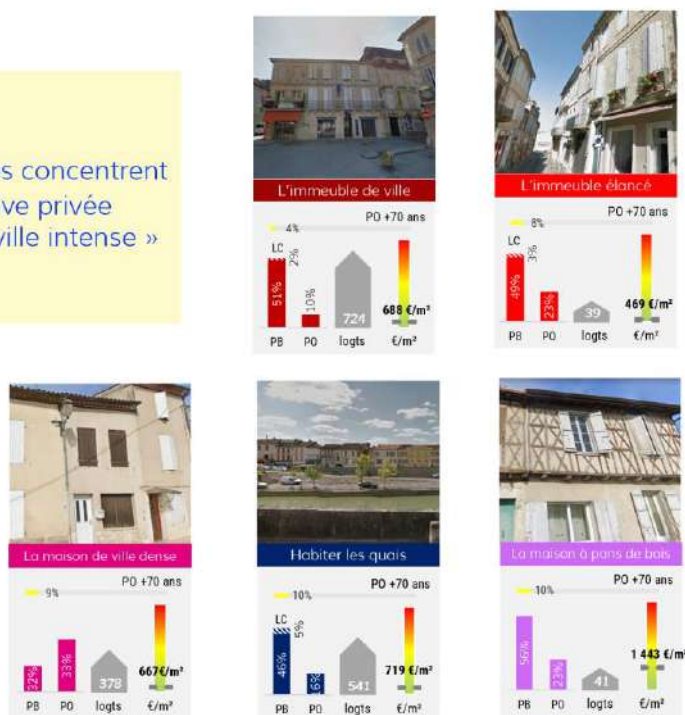 s concentrent
ve privée
ville intense »
L'immeuble de ville
PO +70 ans
4%
LC
2%
51%
10%
724
688 €/m²
PB PO logts €/m²
L'immeuble élancé
PO +70 ans
8%
LC
3%
49%
23%
39
469 €/m²
PB PO logts €/m²
La maison de ville dense
PO +70 ans
9%
32%
33%
378
667€/m²
PB PO logts €/m²
Habiter les quais
PO +70 ans
10%
LC
5%
46%
16%
541
719 €/m²
PB PO logts €/m²
La maison à pans de bois
PO +70 ans
10%
56%
23%
41
1 443 €/m²
PB PO logts €/m²